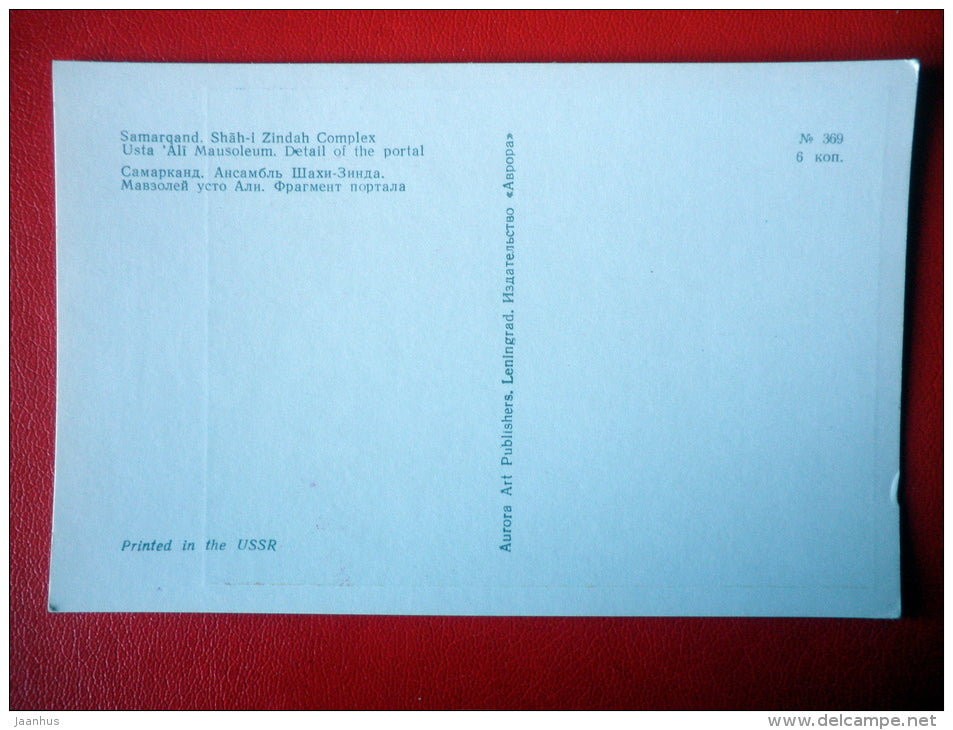 Samarqand. Shāh-i Zindah Complex
Usta ʽAlī Mausoleum. Detail of the portal
Самарканд. Ансамбль Шахи-Зинда.
Мавзолей усто Али. Фрагмент портала
№ 369
6 коп.
Aurora Art Publishers. Leningrad. Издательство «Аврора»
Printed in the USSR
jaanhus
www.delcampe.net